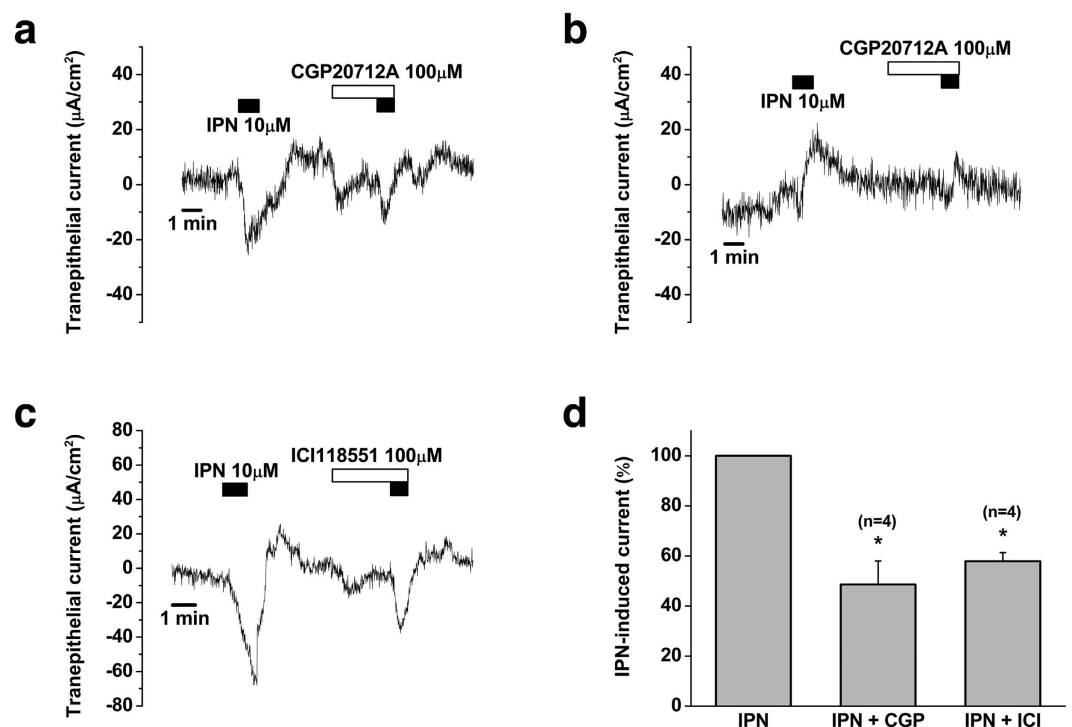 a
Tranepithelial current (μA/cm²)
40
20
0
-20
-40
CGP20712A 100μM
IPN 10μM
1 min
b
Tranepithelial current (μA/cm²)
40
20
0
-20
-40
CGP20712A 100μM
IPN 10μM
1 min
c
Tranepithelial current (μA/cm²)
80
60
40
20
0
-20
-40
-60
-80
ICI118551 100μM
IPN 10μM
1 min
d
IPN-induced current (%)
100
80
60
40
20
0
(n=4)
*
(n=4)
*
IPN
IPN + CGP
IPN + ICI